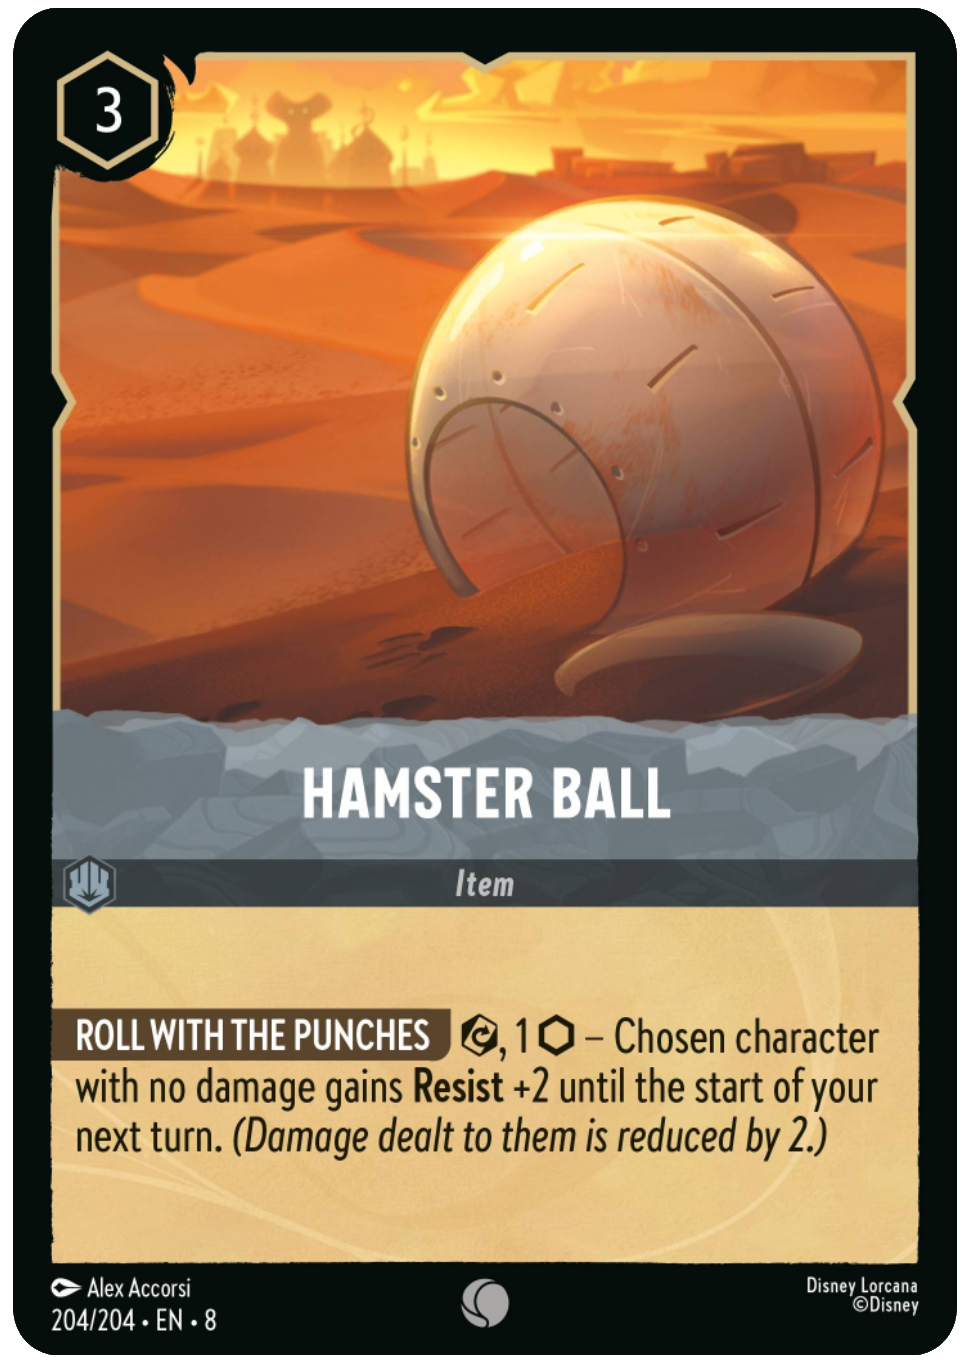 3
HAMSTER BALL
Item
ROLL WITH THE PUNCHES , 1 – Chosen character
with no damage gains Resist +2 until the start of your
next turn. (Damage dealt to them is reduced by 2.)
Alex Accorsi
204/204 • EN • 8
Disney Lorcana
©Disney